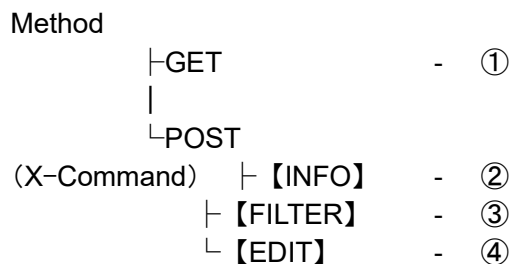 Method
├GET - ①
|
└POST
（X-Command） ├【INFO】 - ②
├【FILTER】 - ③
└【EDIT】 - ④